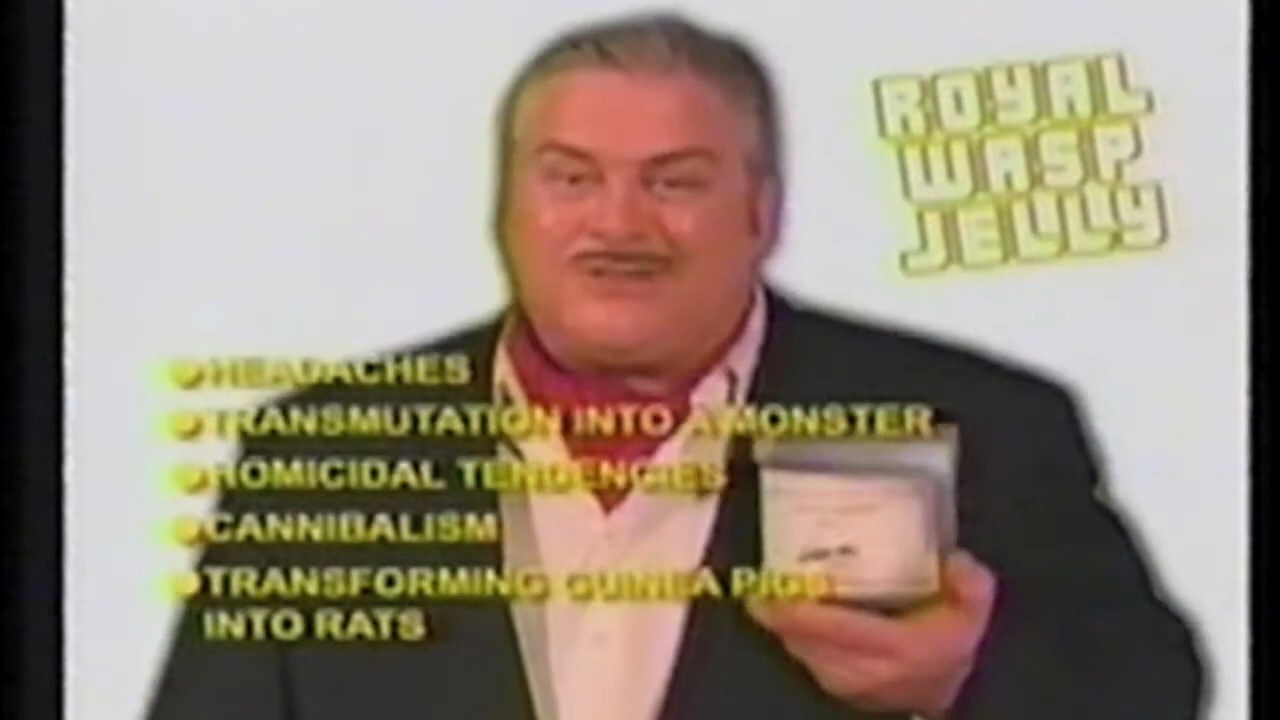 ROYAL
WASP
JELLY
●HEADACHES
●TRANSMUTATION INTO A MONSTER
●HOMICIDAL TENDENCIES
●CANNIBALISM
●TRANSFORMING GUINEA PIGS
INTO RATS